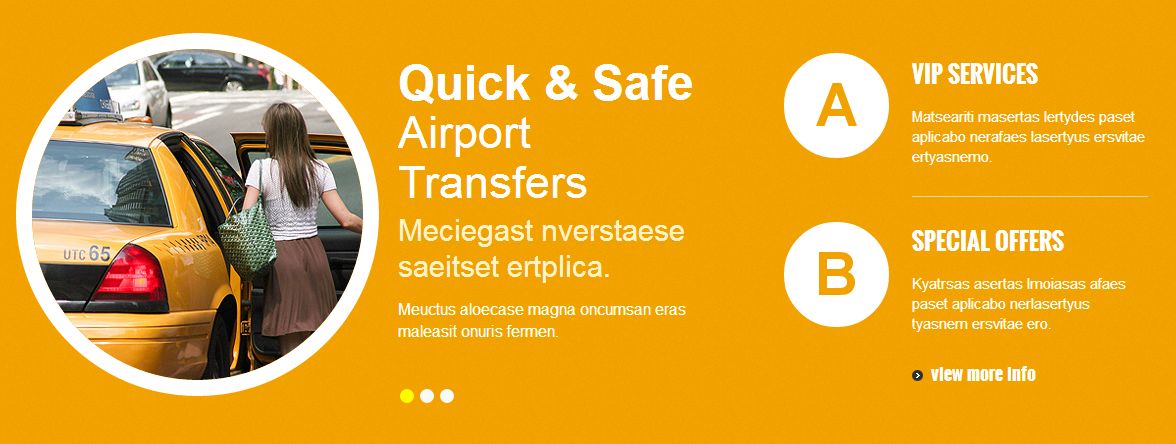 UTC 65
Quick & Safe
Airport
Transfers
Meciegast nverstaese
saeitset ertplica.
Meuctus aloecase magna oncumsan eras
maleasit onuris fermen.
A
VIP SERVICES
Matseariti masertas lertydes paset
aplicabo nerafaes lasertyus ersvitae
ertyasnemo.
B
SPECIAL OFFERS
Kyatrsas asertas lmoiasas afaes
paset aplicabo nerlasertyus
tyasnem ersvitae ero.
view more info